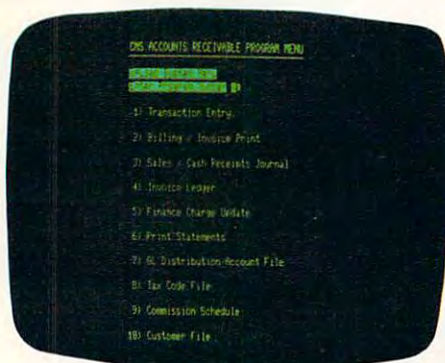 CMS ACCOUNTS RECEIVABLE PROGRAM MENU
1) Transaction Entry
2) Billing / Invoice Print
3) Sales / Cash Receipts Journal
4) Invoice Ledger
5) Finance Charge Update
6) Print Statements
7) GL Distribution Account File
8) Tax Code File
9) Commission Schedule
10) Customer File